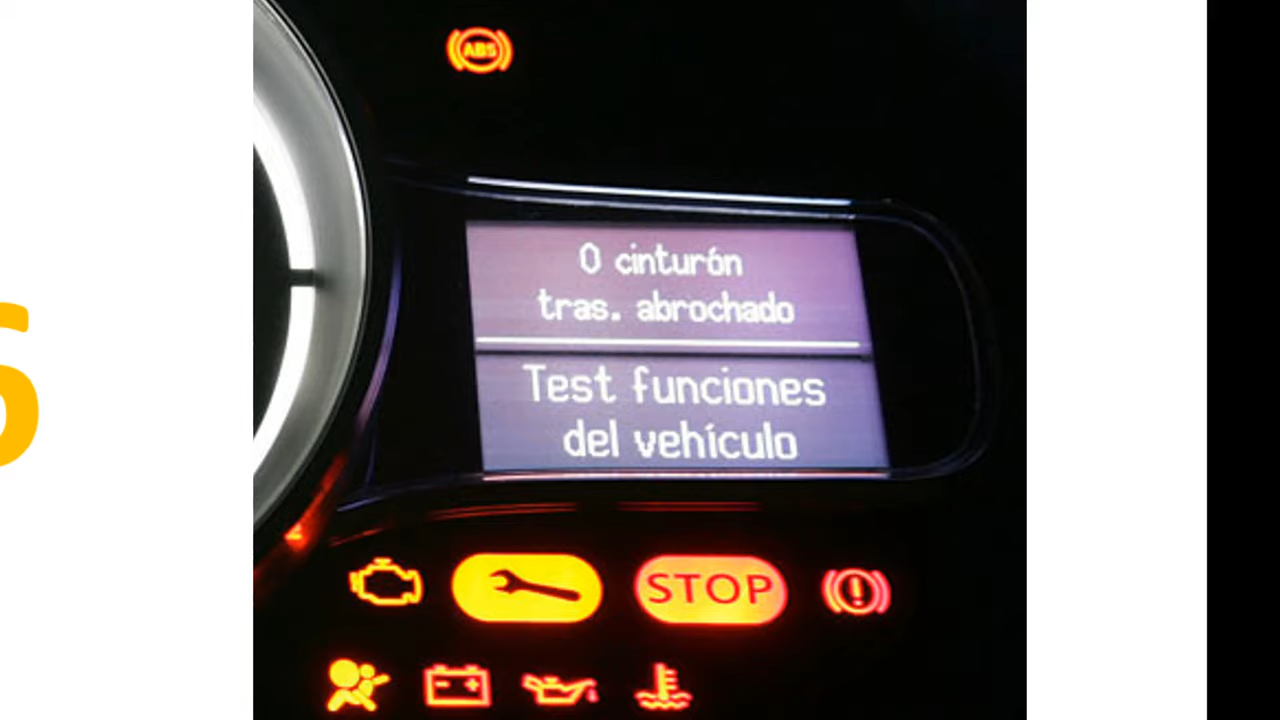 ABS
0 cinturón
tras. abrochado
Test funciones
del vehículo
STOP